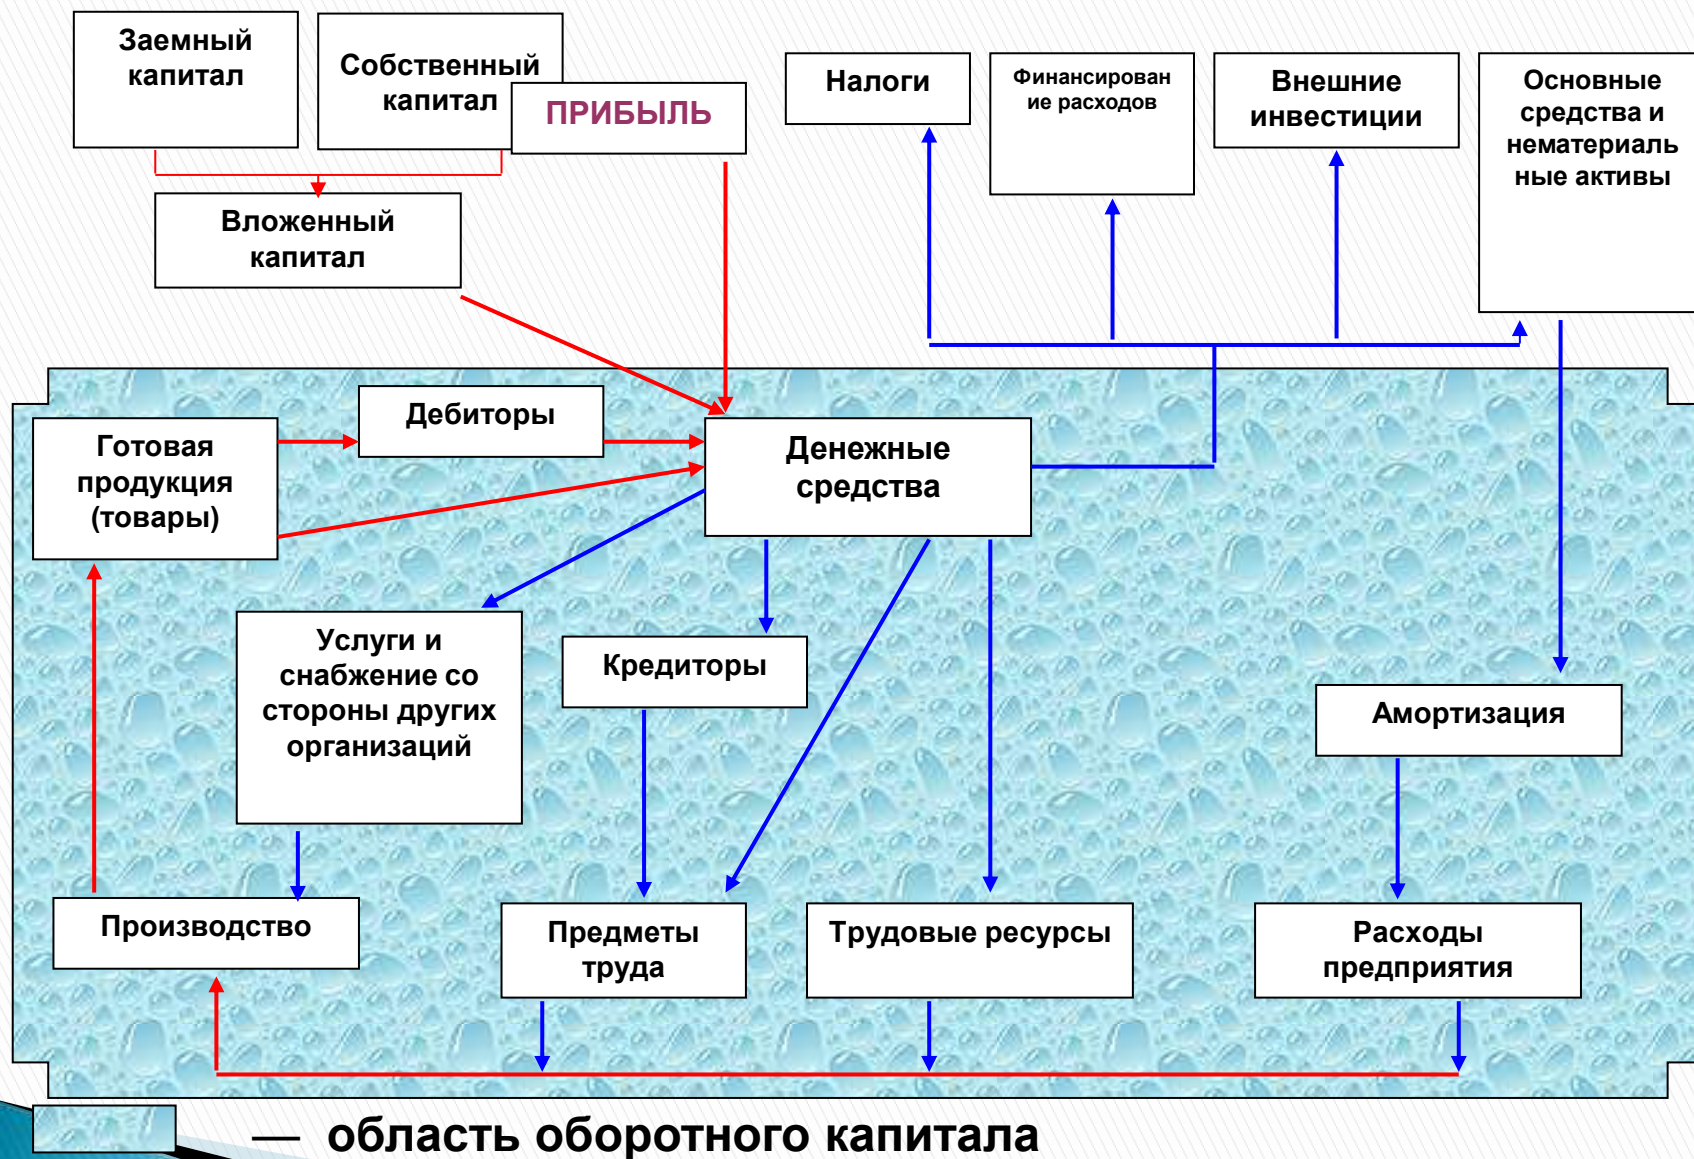 Заемный
капитал
Собственный
капитал
ПРИБЫЛЬ
Налоги
Финансирован
ие расходов
Внешние
инвестиции
Основные
средства и
нематериаль
ные активы
Вложенный
капитал
Дебиторы
Готовая
продукция
(товары)
Денежные
средства
Услуги и
снабжение со
стороны других
организаций
Кредиторы
Амортизация
Производство
Предметы
труда
Трудовые ресурсы
Расходы
предприятия
— область оборотного капитала